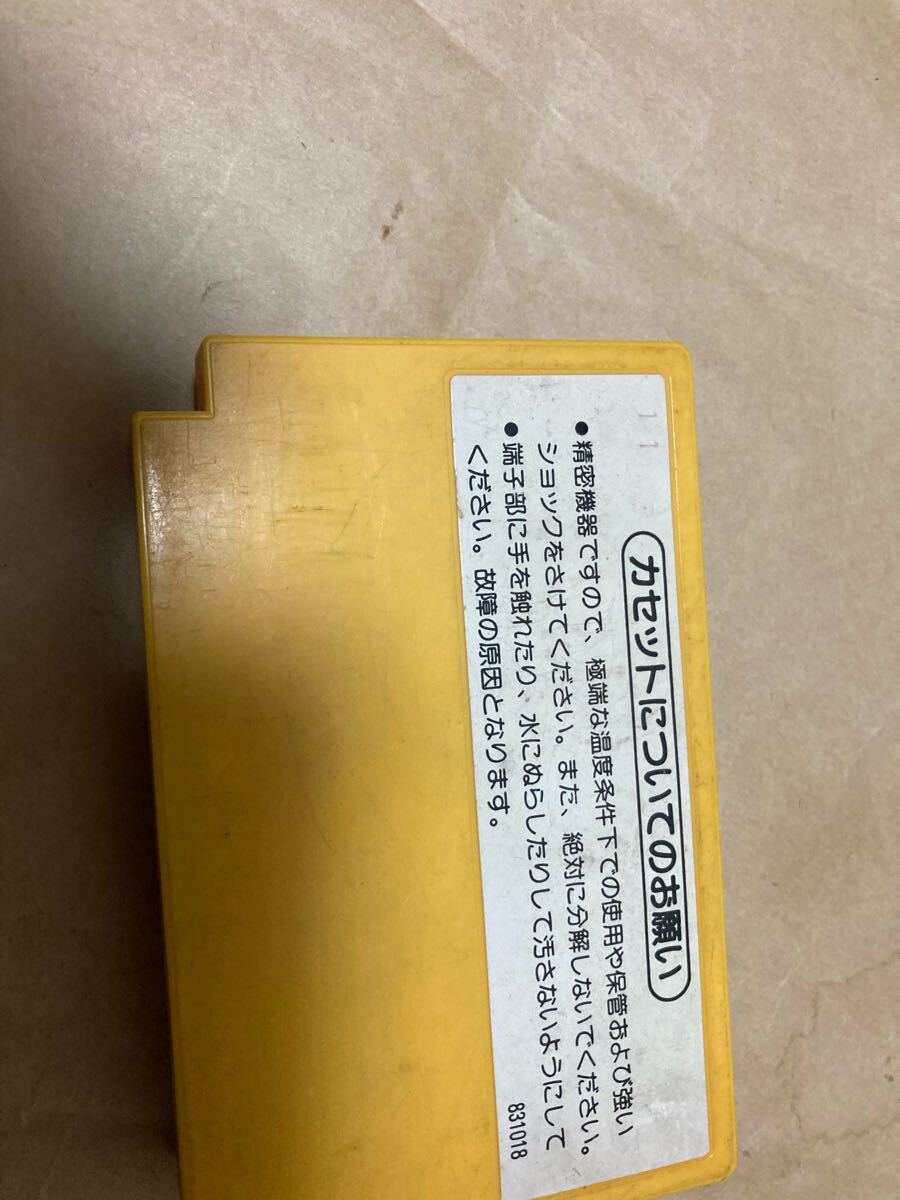 カセットについてのお願い
●精密機器ですので、極端な温度条件下での使用や保管および強い
ショックをさけてください。また、絶対に分解しないでください。
●端子部に手を触れたり、水にぬらしたりして汚さないようにして
ください。故障の原因となります。
831018